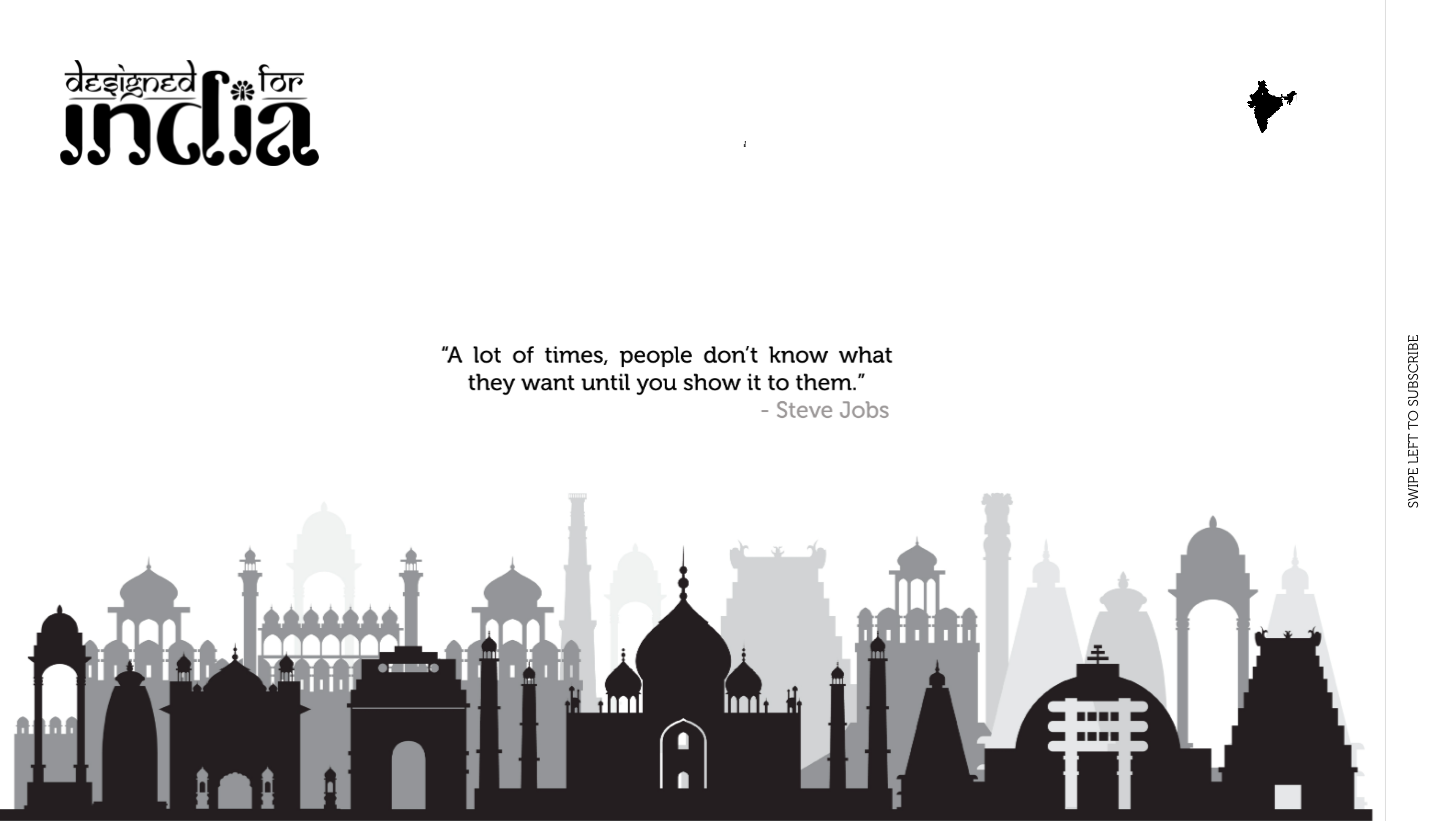 designed for
india
i
“A lot of times, people don’t know what
they want until you show it to them.”
- Steve Jobs
SWIPE LEFT TO SUBSCRIBE